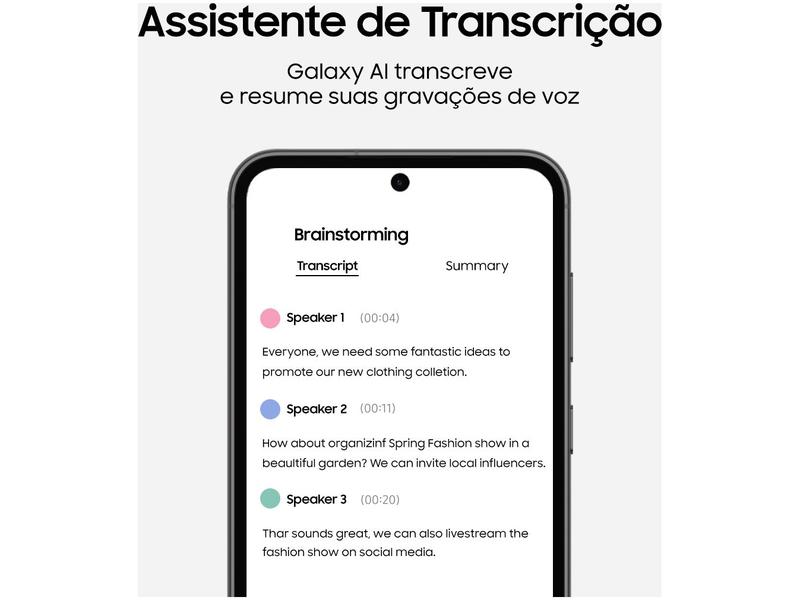 Assistente de Transcrição
Galaxy AI transcreve
e resume suas gravações de voz
Brainstorming
Transcript Summary
Speaker 1 (00:04)
Everyone, we need some fantastic ideas to
promote our new clothing colletion.
Speaker 2 (00:11)
How about organizinf Spring Fashion show in a
beaultiful garden? We can invite local influencers.
Speaker 3 (00:20)
Thar sounds great, we can also livestream the
fashion show on social media.